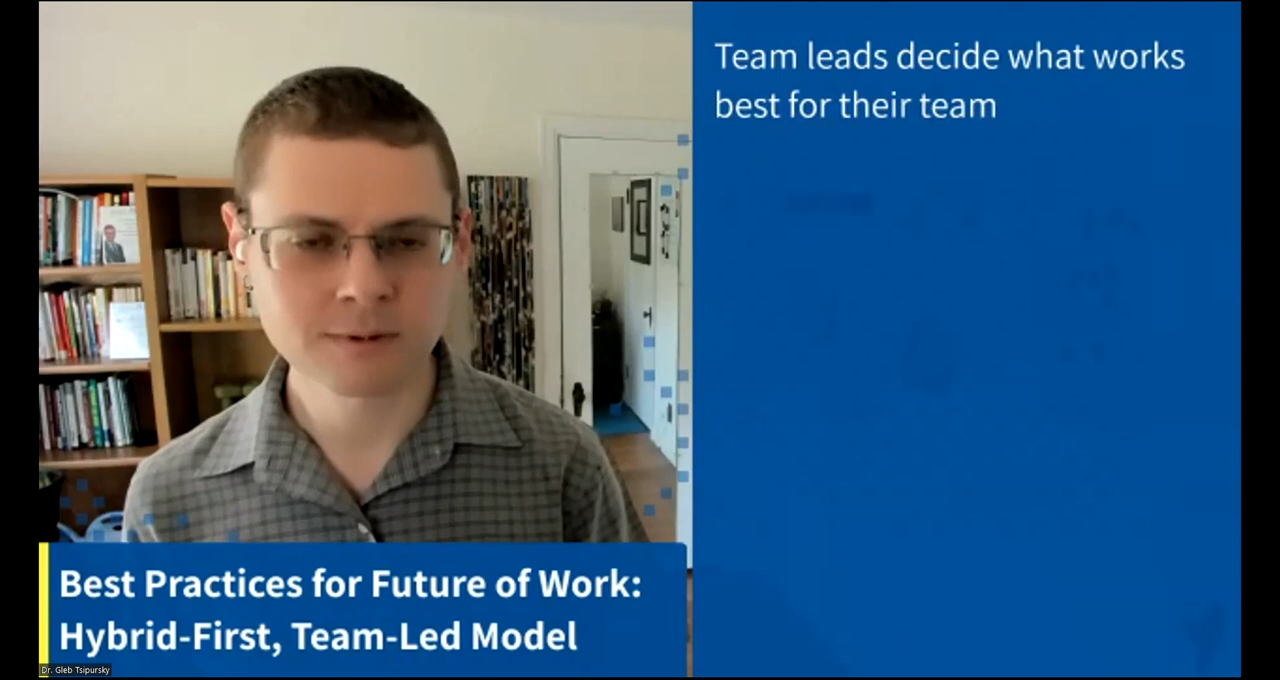 Team leads decide what works
best for their team
Best Practices for Future of Work:
Hybrid-First, Team-Led Model
Dr. Gleb Tsipursky